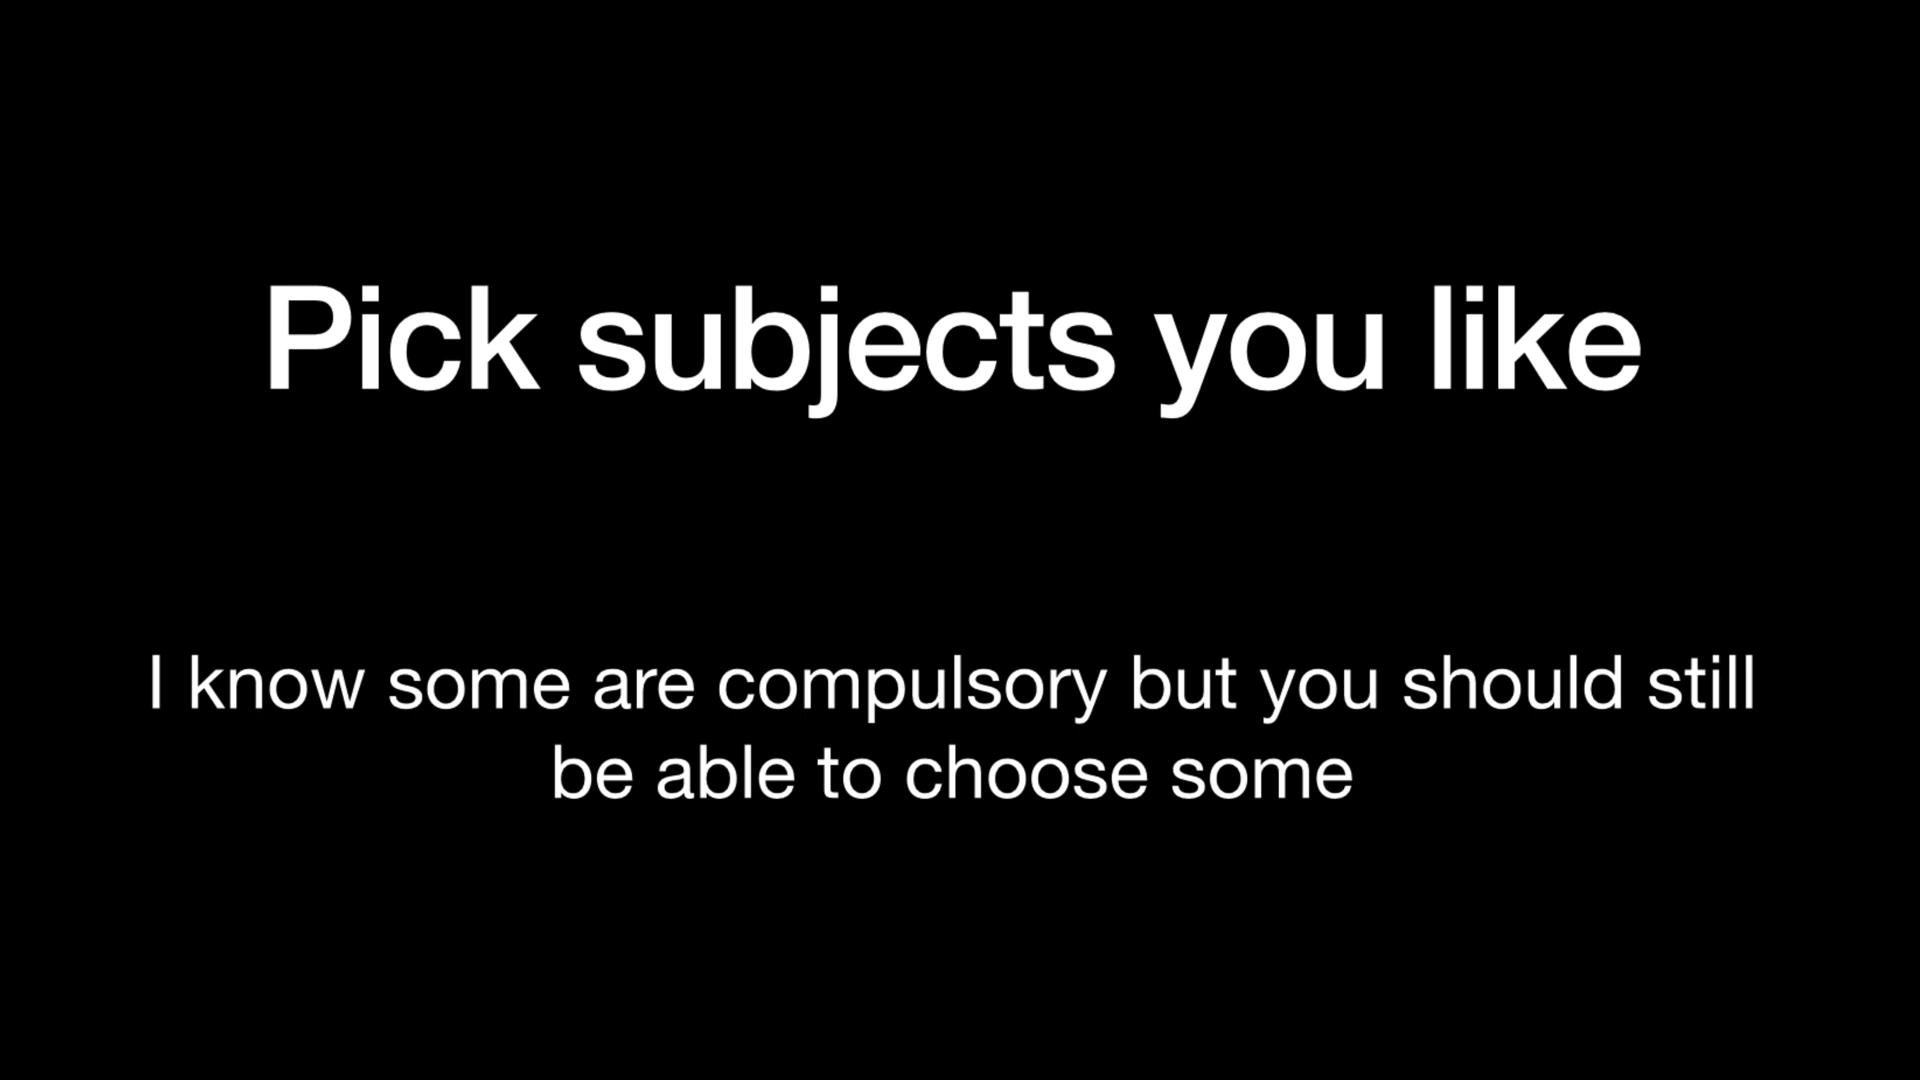 Pick subjects you like
I know some are compulsory but you should still
be able to choose some